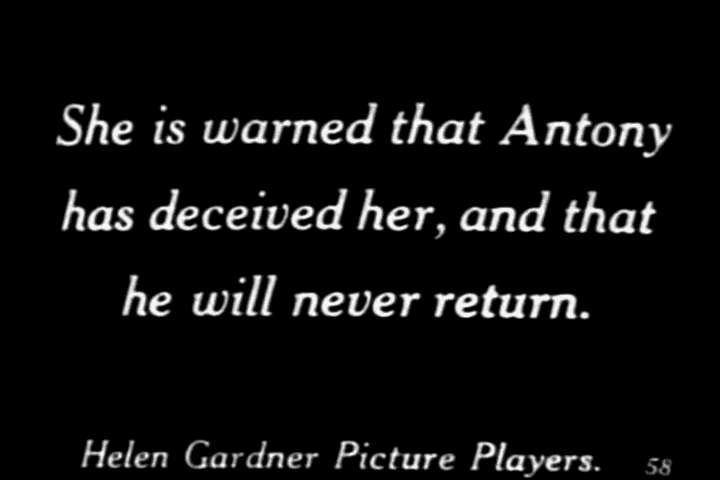 She is warned that Antony
has deceived her, and that
he will never return.
Helen Gardner Picture Players. 58